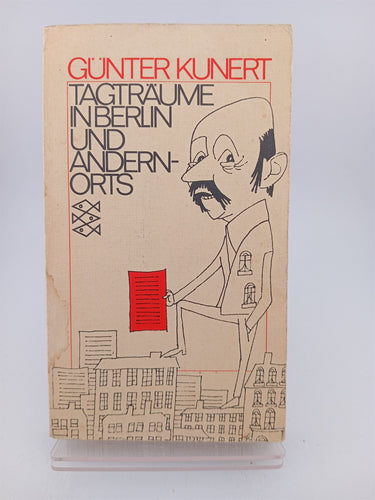 GÜNTER KUNERT
TAGTRÄUME
IN BERLIN
UND
ANDERN-
ORTS